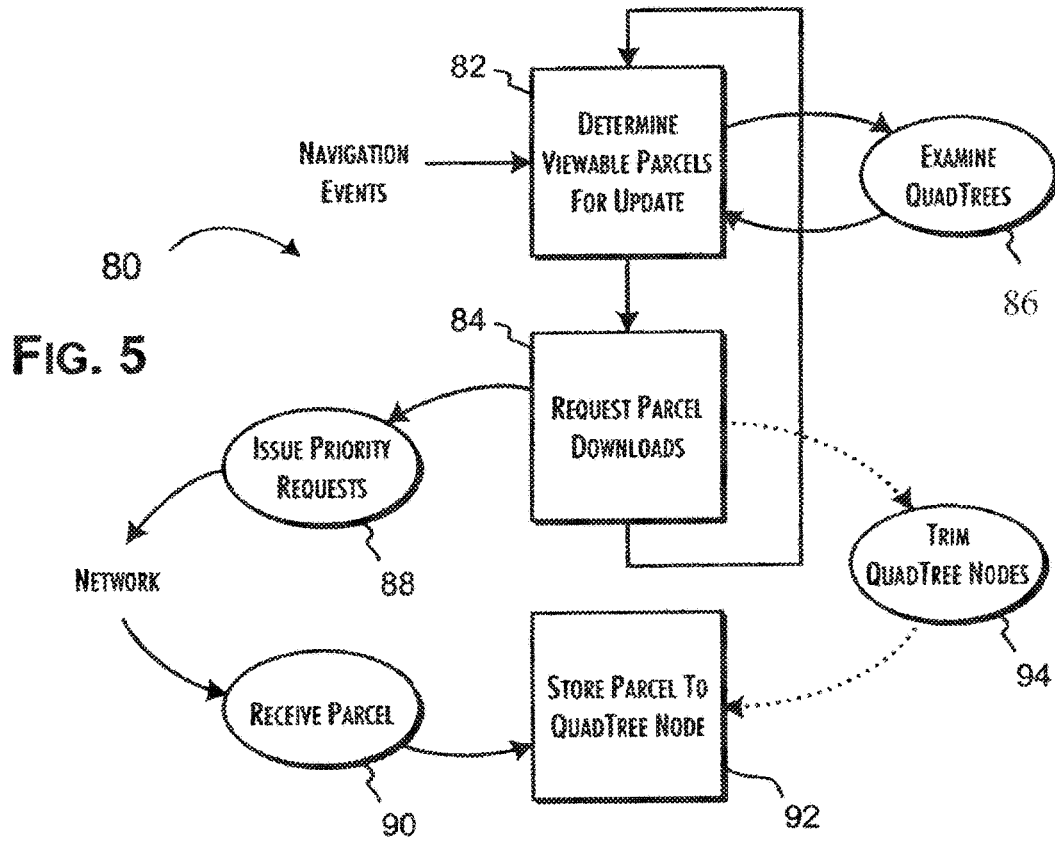 82
DETERMINE
VIEWABLE PARCELS
FOR UPDATE
NAVIGATION
EVENTS
EXAMINE
QUADTREES
80
86
FIG. 5
84
REQUEST PARCEL
DOWNLOADS
ISSUE PRIORITY
REQUESTS
TRIM
QUADTREE NODES
NETWORK
88
94
STORE PARCEL TO
QUADTREE NODE
RECEIVE PARCEL
92
90